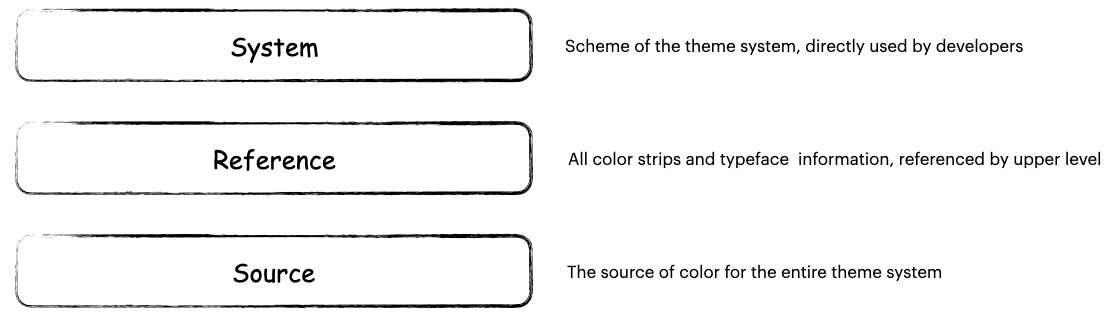 System
Scheme of the theme system, directly used by developers
Reference
All color strips and typeface  information, referenced by upper level
Source
The source of color for the entire theme system